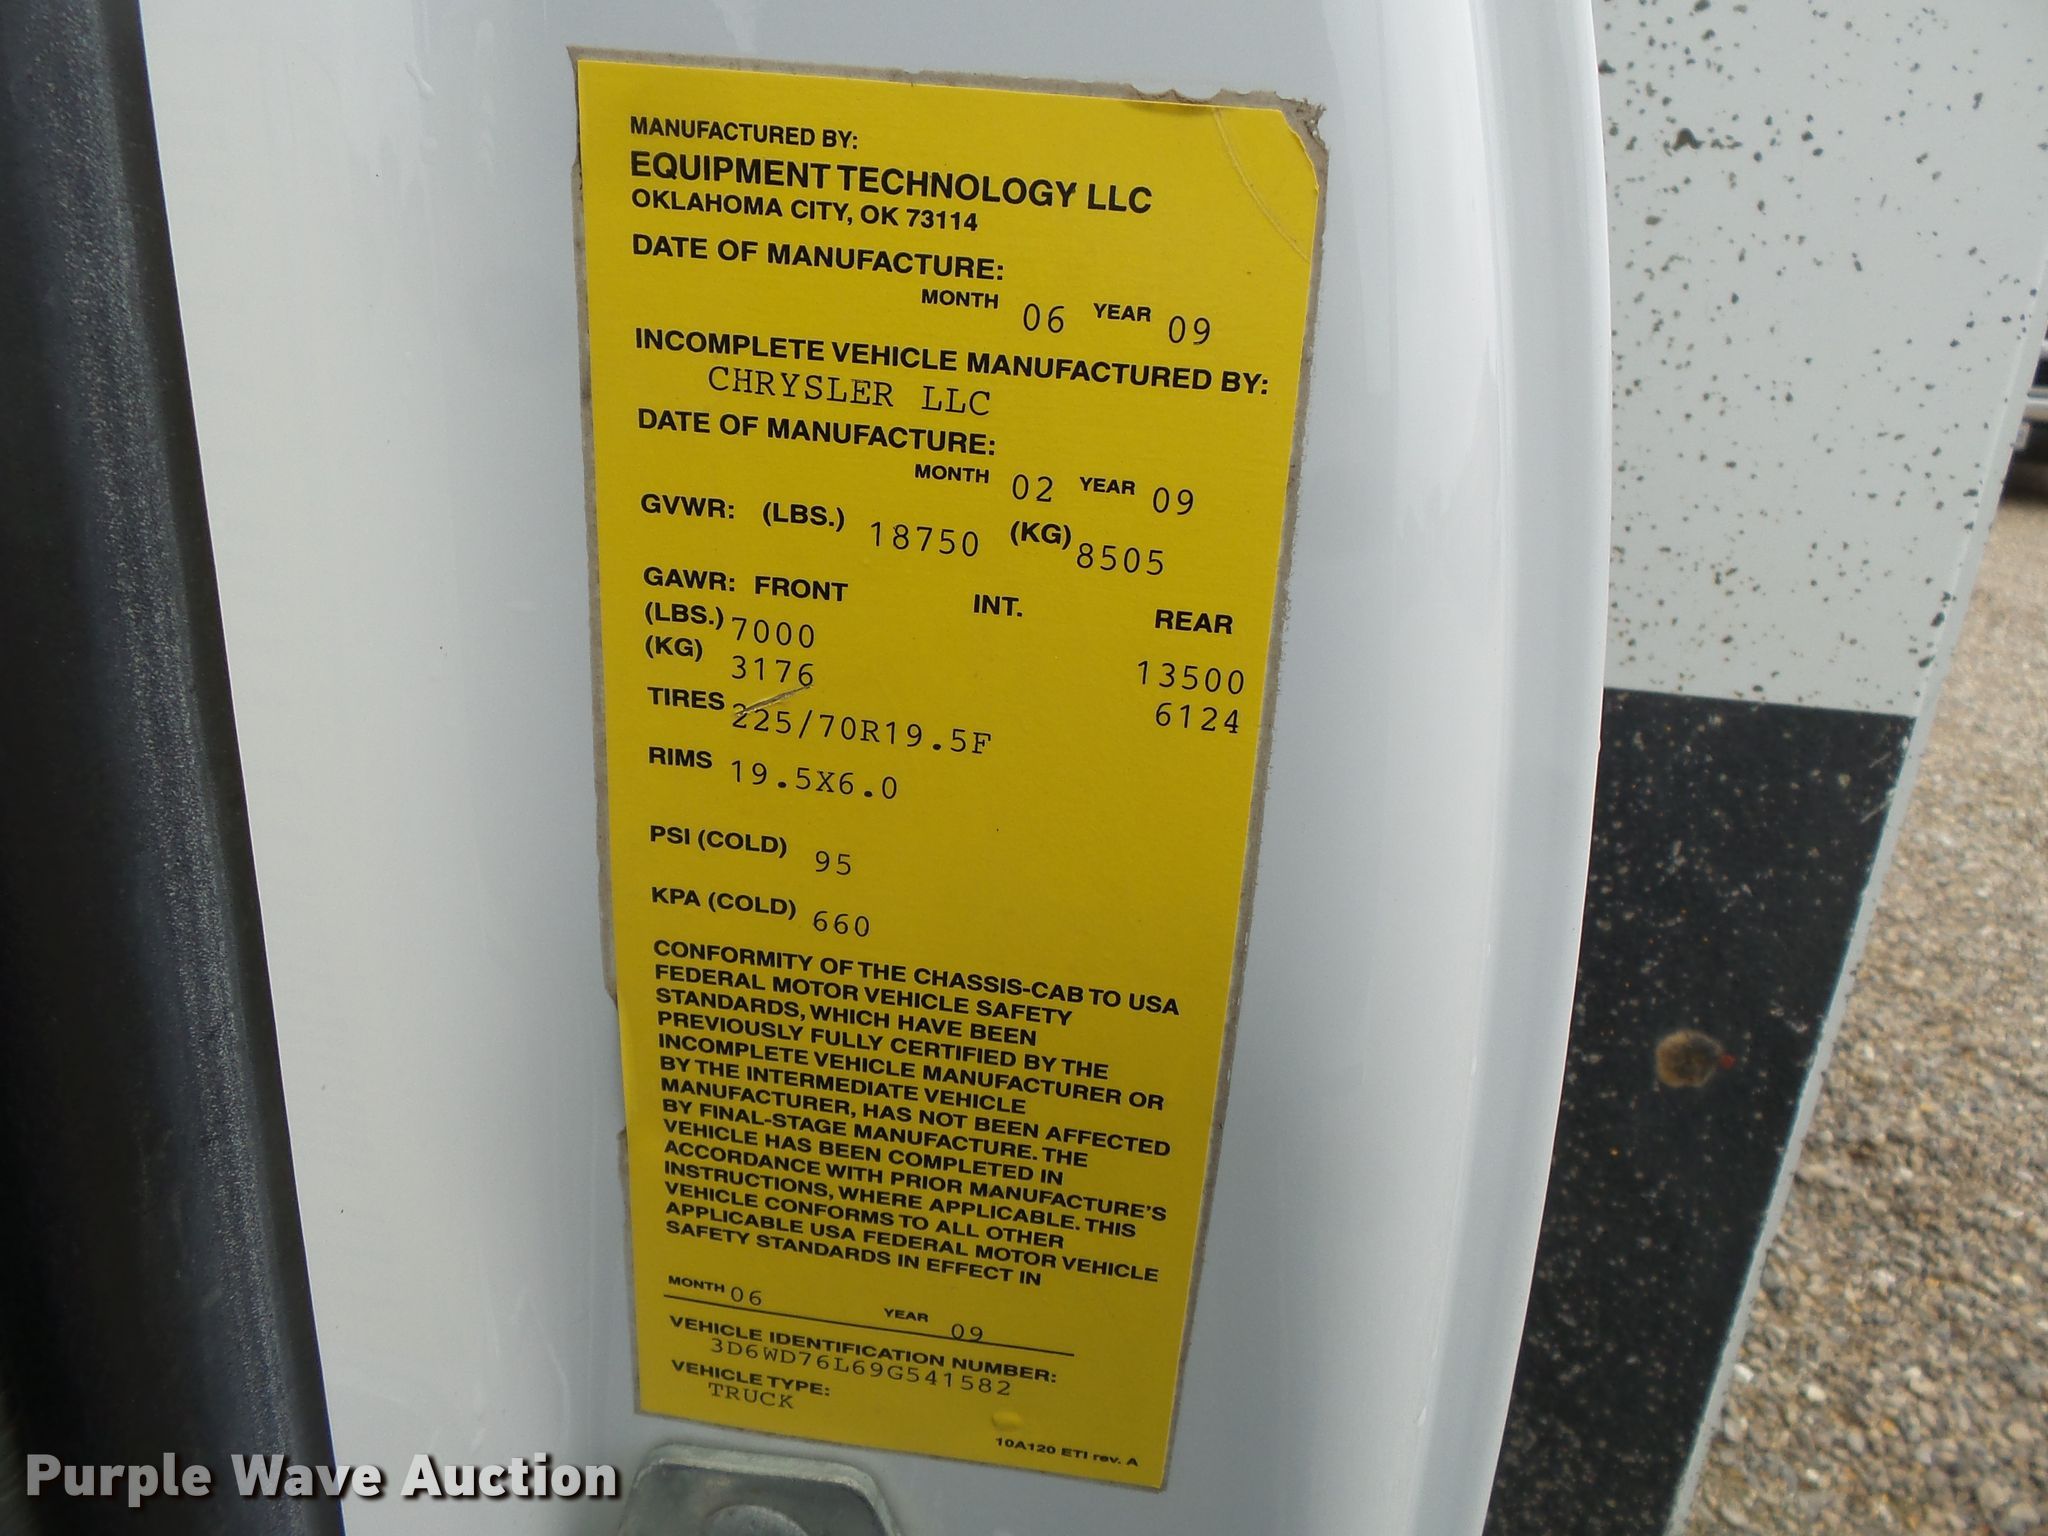 MANUFACTURED BY:
EQUIPMENT TECHNOLOGY LLC
OKLAHOMA CITY, OK 73114
DATE OF MANUFACTURE:
MONTH 06 YEAR 09
INCOMPLETE VEHICLE MANUFACTURED BY:
CHRYSLER LLC
DATE OF MANUFACTURE:
MONTH 02 YEAR 09
GVWR: (LBS.) 18750 (KG) 8505
GAWR: FRONT INT. REAR
(LBS.) 7000 13500
(KG) 3176 6124
TIRES 225/70R19.5F
RIMS 19.5X6.0
PSI (COLD) 95
KPA (COLD) 660
CONFORMITY OF THE CHASSIS-CAB TO USA
FEDERAL MOTOR VEHICLE SAFETY
STANDARDS, WHICH HAVE BEEN
PREVIOUSLY FULLY CERTIFIED BY THE
INCOMPLETE VEHICLE MANUFACTURER OR
BY THE INTERMEDIATE VEHICLE
MANUFACTURER, HAS NOT BEEN AFFECTED
BY FINAL-STAGE MANUFACTURE. THE
VEHICLE HAS BEEN COMPLETED IN
ACCORDANCE WITH PRIOR MANUFACTURE'S
INSTRUCTIONS, WHERE APPLICABLE. THIS
VEHICLE CONFORMS TO ALL OTHER
APPLICABLE USA FEDERAL MOTOR VEHICLE
SAFETY STANDARDS IN EFFECT IN
MONTH 06 YEAR 09
VEHICLE IDENTIFICATION NUMBER:
3D6WD76L69G541582
VEHICLE TYPE:
TRUCK
10A120 ETI rev. A
Purple Wave Auction